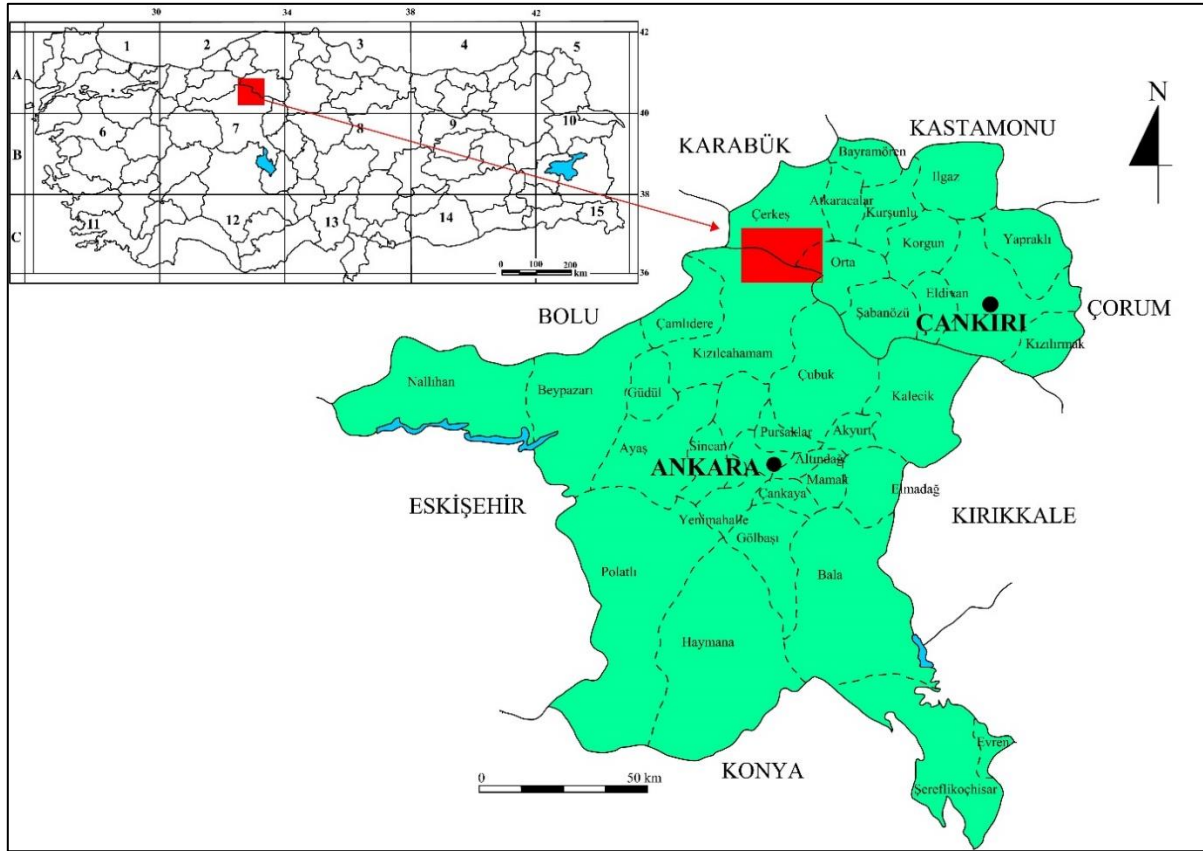 30 34 38 42
42
1 2 3 4 5
A
40
6 7 8 9 10
B
38
11 12 13 14 15
C
36
0 100 200
km
N
KARABÜK
KASTAMONU
Bayramören
Ilgaz
Atkaracalar
Çerkeş
Kurşunlu
Korgun
Yapraklı
Orta
Eldivan
Şabanözü
ÇANKIRI
ÇORUM
Kızılırmak
BOLU
Çamlıdere
Kızılcahamam
Çubuk
Kalecik
Nallıhan
Beypazarı
Güdül
Ayaş
Sincan
Pursaklar
Akyurt
ANKARA
Altındağ
Mamak
Çankaya
Elmadağ
ESKİŞEHİR
KIRIKKALE
Yenimahalle
Gölbaşı
Polatlı
Bala
Haymana
Evren
KONYA
Şereflikoçhisar
0 50 km